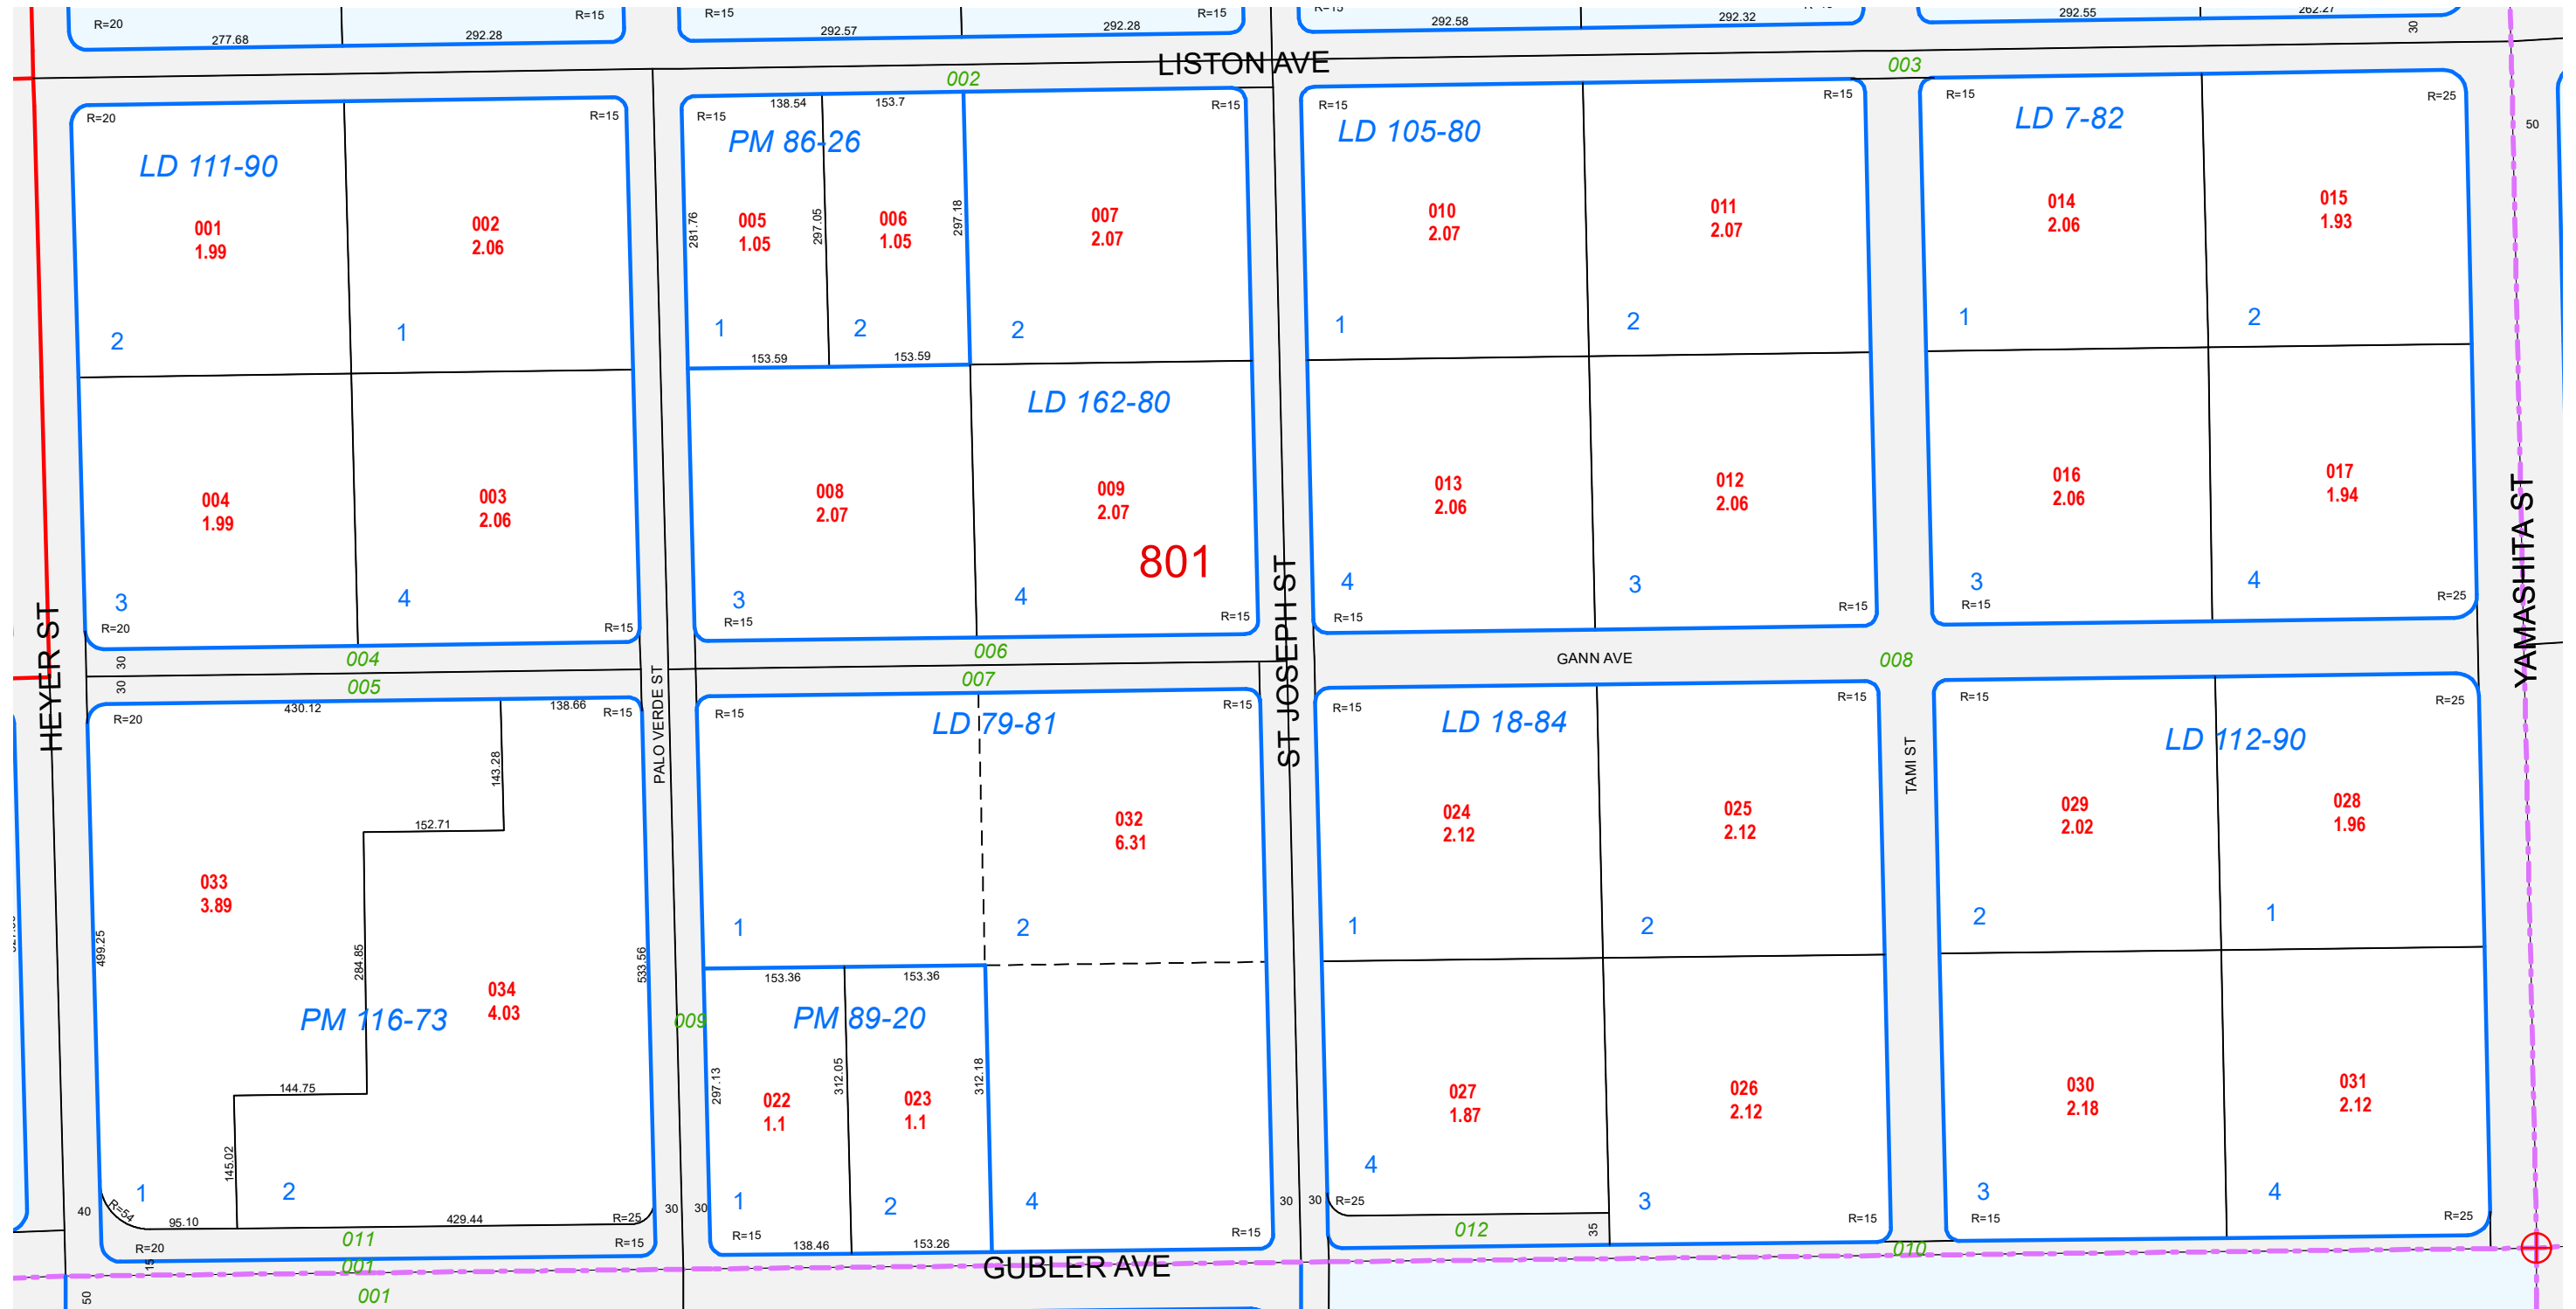 R=20
R=15
277.68
292.28
R=15
R=15
292.57
292.28
292.58
292.32
292.55
262.27
30
LISTON AVE
002
003
R=20
R=15
LD 111-90
001
1.99
002
2.06
2
1
004
1.99
003
2.06
3
4
R=20
R=15
138.54
153.7
R=15
R=15
PM 86-26
281.76
005
1.05
297.05
006
1.05
297.18
007
2.07
1
2
2
153.59
153.59
LD 162-80
008
2.07
009
2.07
801
3
4
R=15
R=15
R=15
R=15
LD 105-80
010
2.07
011
2.07
1
2
013
2.06
012
2.06
4
3
R=15
R=15
R=15
R=25
LD 7-82
014
2.06
015
1.93
1
2
016
2.06
017
1.94
3
4
R=15
R=25
50
HEYER ST
PALO VERDE ST
ST JOSEPH ST
TAMI ST
YAMASHITA ST
30
004
30
005
006
007
GANN AVE
008
R=20
430.12
138.66
R=15
143.28
152.71
033
3.89
499.25
284.85
533.56
034
4.03
PM 116-73
144.75
145.02
1
2
R=54
95.10
429.44
R=25
40
011
R=20
R=15
15
001
001
50
R=15
R=15
LD 79-81
032
6.31
1
2
153.36
153.36
009
PM 89-20
297.13
312.05
312.18
022
1.1
023
1.1
1
2
4
30
30
R=15
138.46
153.26
R=15
30
30
GUBLER AVE
R=15
R=15
LD 18-84
024
2.12
025
2.12
1
2
027
1.87
026
2.12
4
3
R=25
012
35
R=15
R=15
R=25
LD 112-90
029
2.02
028
1.96
2
1
030
2.18
031
2.12
3
4
R=15
R=25
010